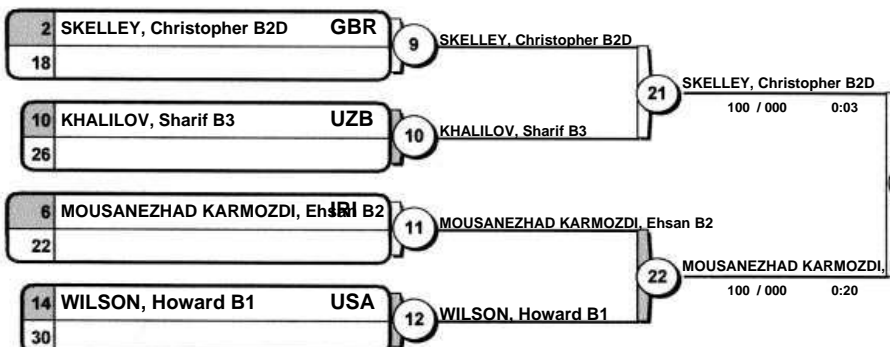 2 SKELLEY, Christopher B2D GBR
18
9
SKELLEY, Christopher B2D
21
SKELLEY, Christopher B2D
100 / 000 0:03
10 KHALILOV, Sharif B3 UZB
26
10
KHALILOV, Sharif B3
6 MOUSANEZHAD KARMOZDI, Ehsan B2 IRI
22
11
MOUSANEZHAD KARMOZDI, Ehsan B2
22
MOUSANEZHAD KARMOZDI,
100 / 000 0:20
14 WILSON, Howard B1 USA
30
12
WILSON, Howard B1